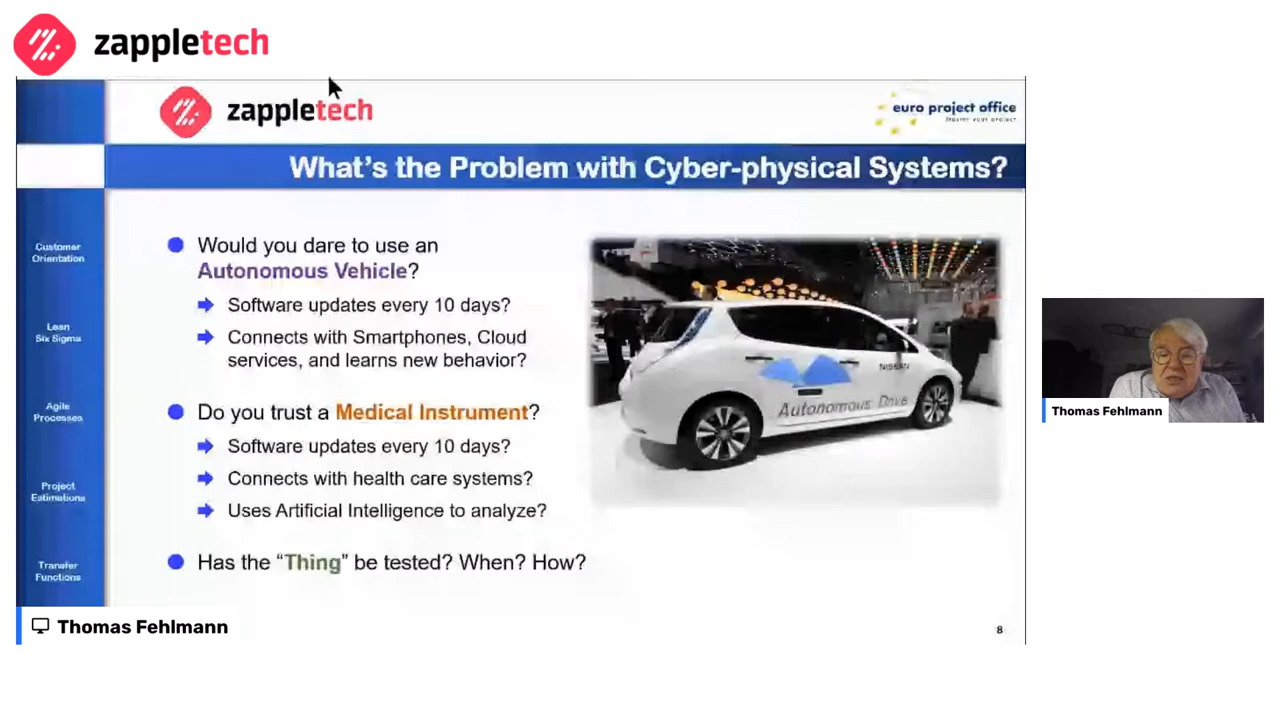 zappletech
zappletech
euro project office
master your project
What's the Problem with Cyber-physical Systems?
Customer
Orientation
Lean
Six Sigma
Agile
Processes
Project
Estimations
Transfer
Functions
Would you dare to use an
Autonomous Vehicle?
Software updates every 10 days?
Connects with Smartphones, Cloud
services, and learns new behavior?
Do you trust a Medical Instrument?
Software updates every 10 days?
Connects with health care systems?
Uses Artificial Intelligence to analyze?
Has the “Thing” be tested? When? How?
NISSAN
Autonomous Drive
Thomas Fehlmann
Thomas Fehlmann
8